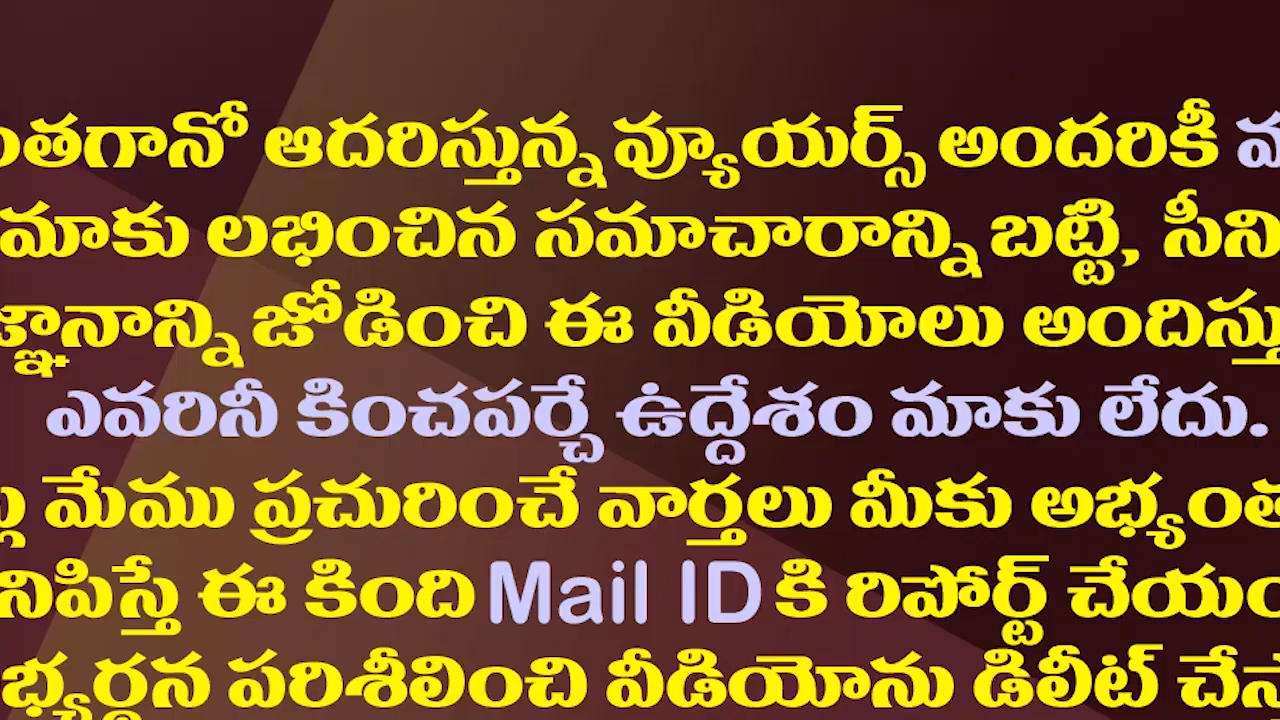 ఆదరిస్తున్న వ్యూయర్స్ అందరికీ
మాకు లభించిన సమాచారాన్ని బట్టి,
జ్ఞానాన్ని జోడించి ఈ వీడియోలు
ఎవరినీ కించపర్చే ఉద్దేశం మాకు లేదు.
మేము ప్రచురించే వార్తలు మీకు
ఈ కింది Mail ID కి రిపోర్ట్
పరిశీలించి వీడియోను డిలీట్